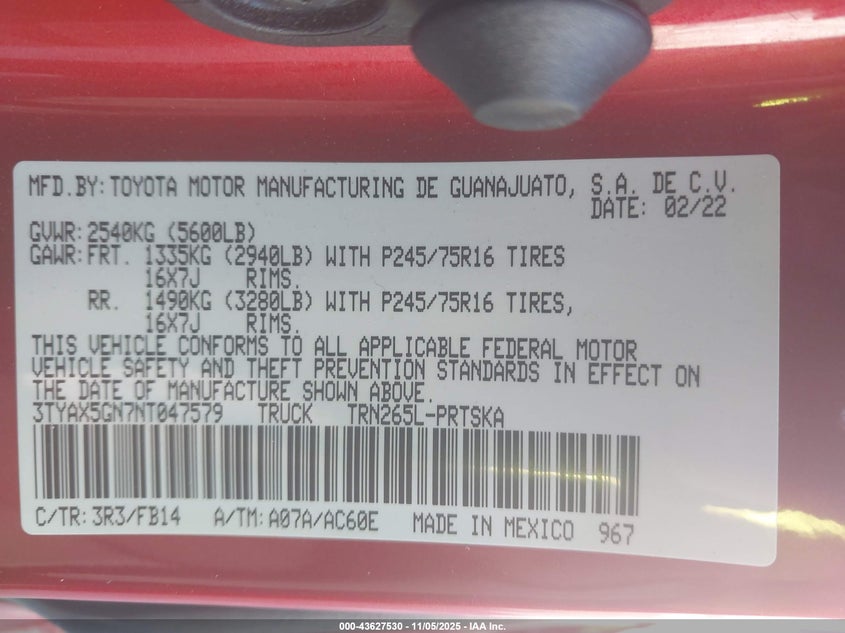 MFD.BY: TOYOTA MOTOR MANUFACTURING DE GUANAJUATO, S.A. DE C.V.
DATE: 02/22
GVWR: 2540KG (5600LB)
GAWR: FRT. 1335KG (2940LB) WITH P245/75R16 TIRES
16X7J RIMS.
RR. 1490KG (3280LB) WITH P245/75R16 TIRES,
16X7J RIMS.
THIS VEHICLE CONFORMS TO ALL APPLICABLE FEDERAL MOTOR
VEHICLE SAFETY AND THEFT PREVENTION STANDARDS IN EFFECT ON
THE DATE OF MANUFACTURE SHOWN ABOVE.
3TYAX5GN7NT047579 TRUCK TRN265L-PRTSKA
C/TR: 3R3/FB14 A/TM: A07A/AC60E MADE IN MEXICO 967
000-43627530 - 11/05/2025 - IAA Inc.